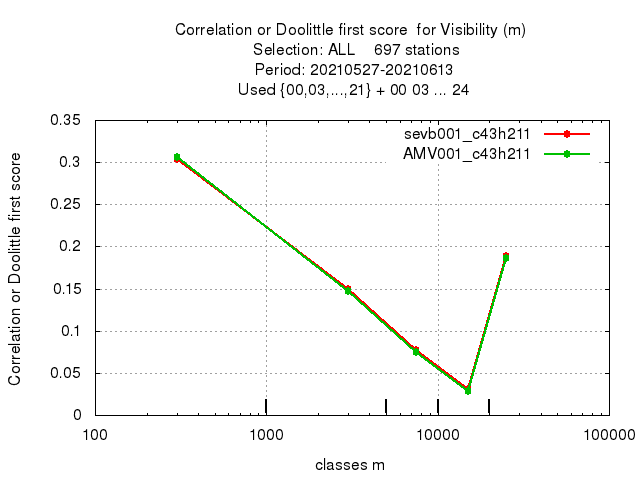 Correlation or Doolittle first score  for Visibility (m)
Selection: ALL    697 stations
Period: 20210527-20210613
Used {00,03,...,21} + 00 03 ... 24
sevb001_c43h211
AMV001_c43h211
Correlation or Doolittle first score
0.35
0.3
0.25
0.2
0.15
0.1
0.05
0
100
1000
10000
100000
classes m